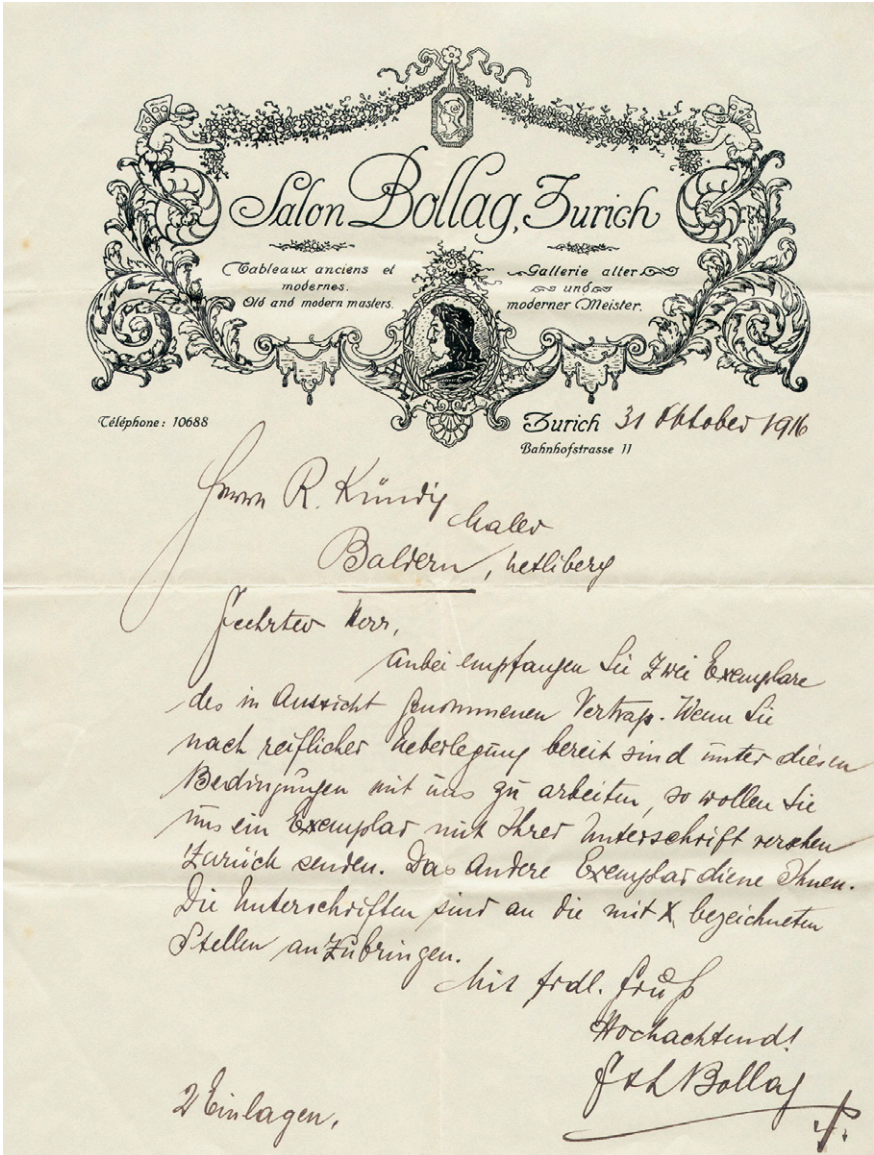 Salon Bollag, Zurich
Tableaux anciens et
modernes.
Old and modern masters.
Gallerie alter
und
moderner Meister.
Téléphone: 10688
Zurich 31 Oktober 1916
Bahnhofstrasse 11
Herrn R. Kündig
Maler
Baldern, Uetliberg
Geehrter Herr,
Anbei empfangen Sie zwei Exemplare
des in Aussicht genommenen Vertrags. Wenn Sie
nach reiflicher Ueberlegung bereit sind unter diesen
Bedingungen mit uns zu arbeiten, so wollen Sie
uns ein Exemplar mit Ihrer Unterschrift versehen
zurück senden. Das Andere Exemplar diene Ihnen.
Die Unterschriften sind an die mit X bezeichneten
Stellen anzubringen.
Mit frdl. Gruß
Hochachtend!
G & L Bollag
2 Einlagen.